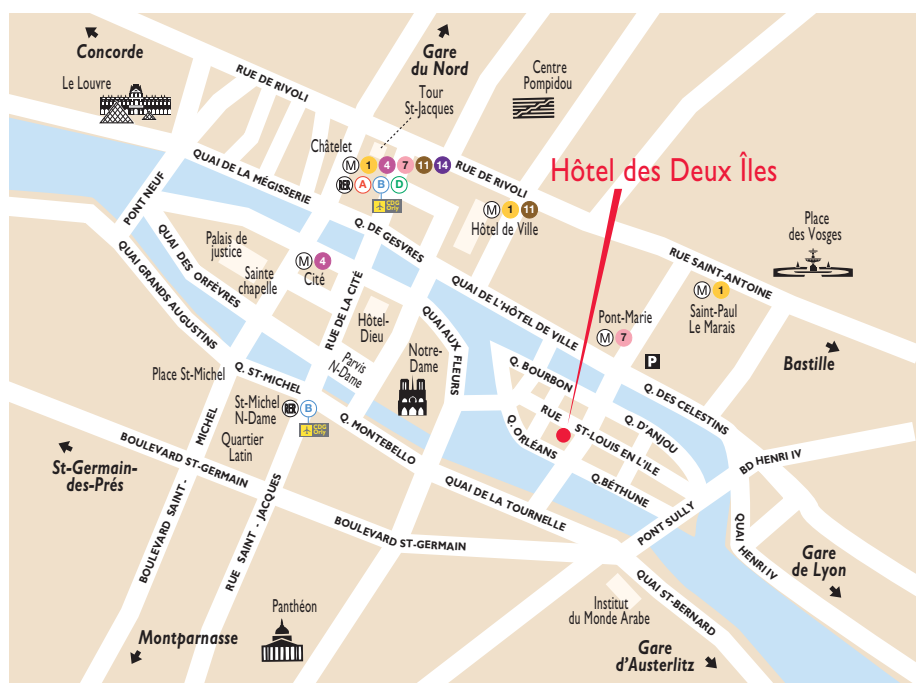 Concorde
Le Louvre
RUE DE RIVOLI
Gare
du Nord
Tour
St-Jacques
Centre
Pompidou
Châtelet
M 1 4 7 11 14
RER A B D
CDG
Orly
RUE DE RIVOLI
Hôtel des Deux Îles
M 1 11
Hôtel de Ville
Place
des Vosges
QUAI DE LA MÉGISSERIE
PONT NEUF
Q. DE GESVRES
RUE SAINT-ANTOINE
Palais de
justice
QUAI DES ORFÈVRES
Sainte
chapelle
M 4
Cité
QUAI GRANDS AUGUSTINS
RUE DE LA CITÉ
Hôtel-
Dieu
QUAI DE L'HÔTEL DE VILLE
M 1
Saint-Paul
Le Marais
Pont-Marie
M 7
P
Bastille
QUAI AUX FLEURS
Notre-
Dame
Parvis
N-Dame
Q. BOURBON
Q. DES CELESTINS
Place St-Michel
Q. ST-MICHEL
St-Michel
N-Dame
RER B
CDG
Orly
Quartier
Latin
Q. MONTEBELLO
RUE ST-LOUIS EN L'ILE
Q. D'ANJOU
Q. ORLÉANS
Q.BÉTHUNE
BD HENRI IV
St-Germain-
des-Prés
BOULEVARD ST-GERMAIN
BOULEVARD SAINT-MICHEL
RUE SAINT-JACQUES
QUAI DE LA TOURNELLE
BOULEVARD ST-GERMAIN
PONT SULLY
QUAI HENRI IV
Gare
de Lyon
QUAI ST-BERNARD
Institut
du Monde Arabe
Panthéon
Montparnasse
Gare
d'Austerlitz